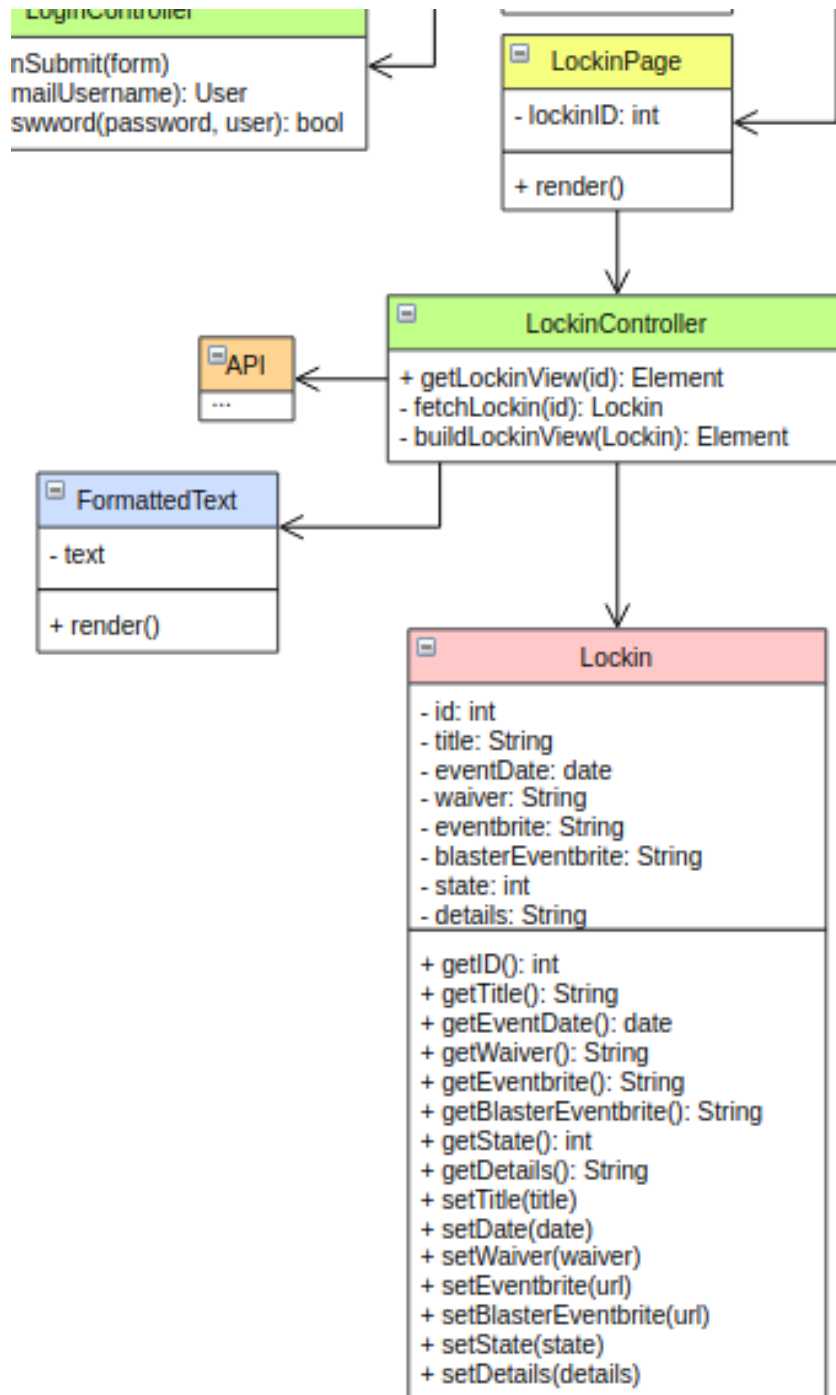 LoginController
nSubmit(form)
mailUsername): User
swword(password, user): bool
LockinPage
- lockinID: int
+ render()
LockinController
+ getLockinView(id): Element
- fetchLockin(id): Lockin
- buildLockinView(Lockin): Element
API
...
FormattedText
- text
+ render()
Lockin
- id: int
- title: String
- eventDate: date
- waiver: String
- eventbrite: String
- blasterEventbrite: String
- state: int
- details: String
+ getID(): int
+ getTitle(): String
+ getEventDate(): date
+ getWaiver(): String
+ getEventbrite(): String
+ getBlasterEventbrite(): String
+ getState(): int
+ getDetails(): String
+ setTitle(title)
+ setDate(date)
+ setWaiver(waiver)
+ setEventbrite(url)
+ setBlasterEventbrite(url)
+ setState(state)
+ setDetails(details)